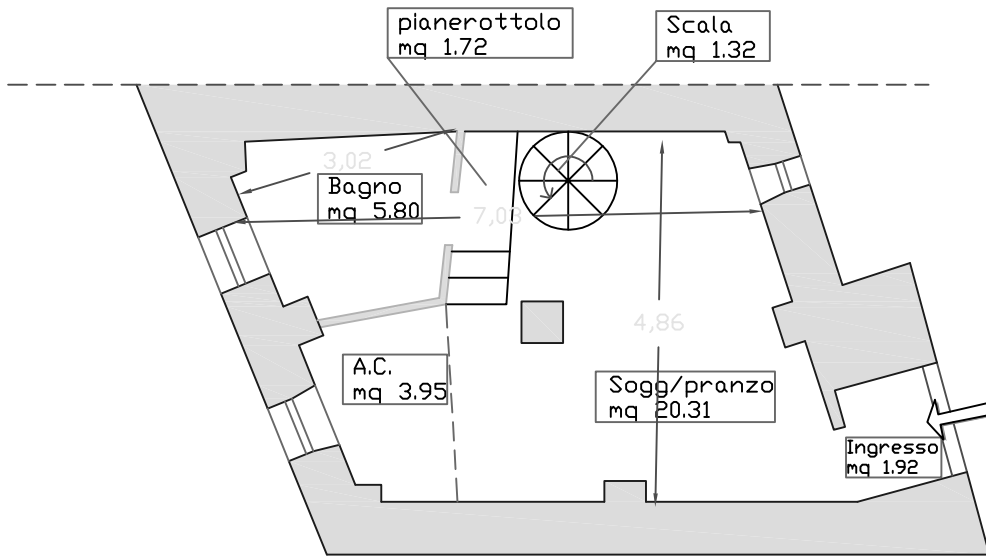 pianerottolo
mq 1.72
Scala
mq 1.32
3,02
Bagno
mq 5.80
7,03
4,86
A.C.
mq 3.95
Sogg/pranzo
mq 20.31
Ingresso
mq 1.92